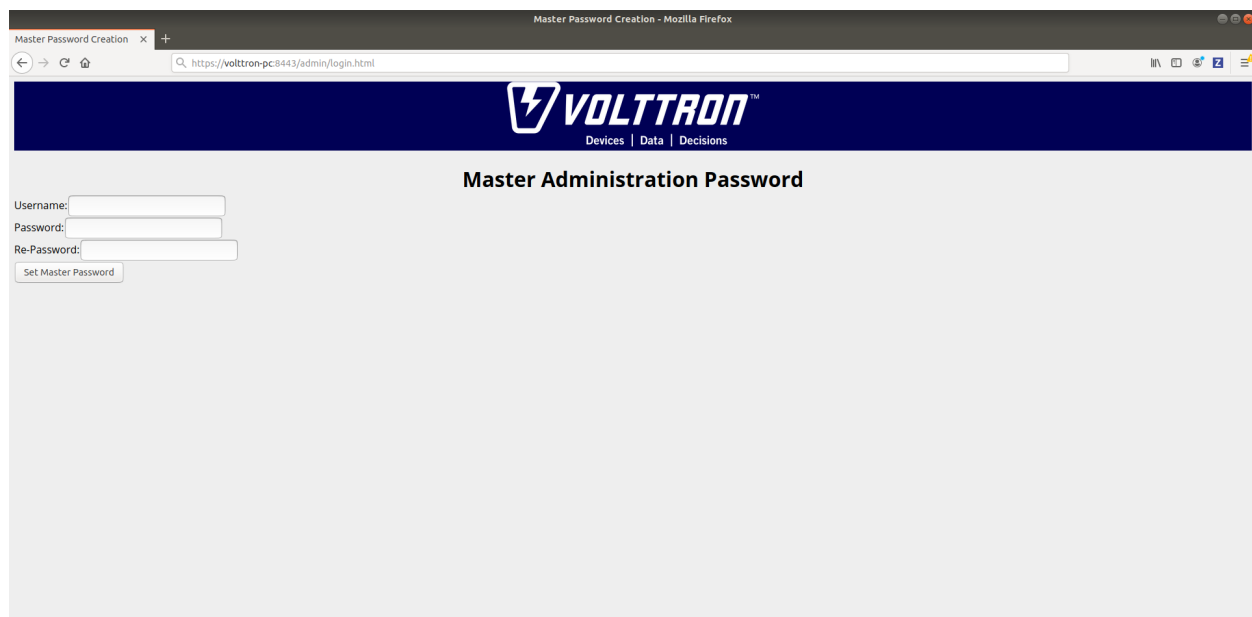 Master Password Creation - Mozilla Firefox
Master Password Creation
https://volttron-pc:8443/admin/login.html
Z
VOLTTRON™
Devices | Data | Decisions
Master Administration Password
Username:
Password:
Re-Password:
Set Master Password